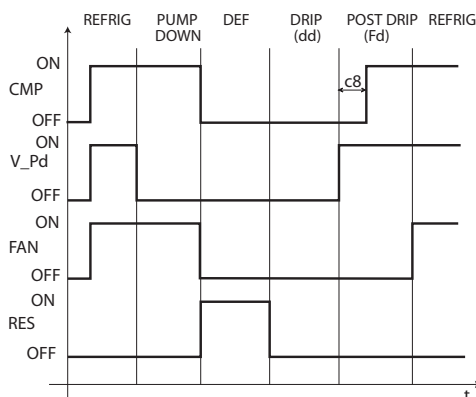 REFRIG
PUMP
DOWN
DEF
DRIP
(dd)
POST DRIP
(Fd)
REFRIG
ON
CMP
OFF
c8
ON
V_Pd
OFF
ON
FAN
OFF
ON
RES
OFF
t